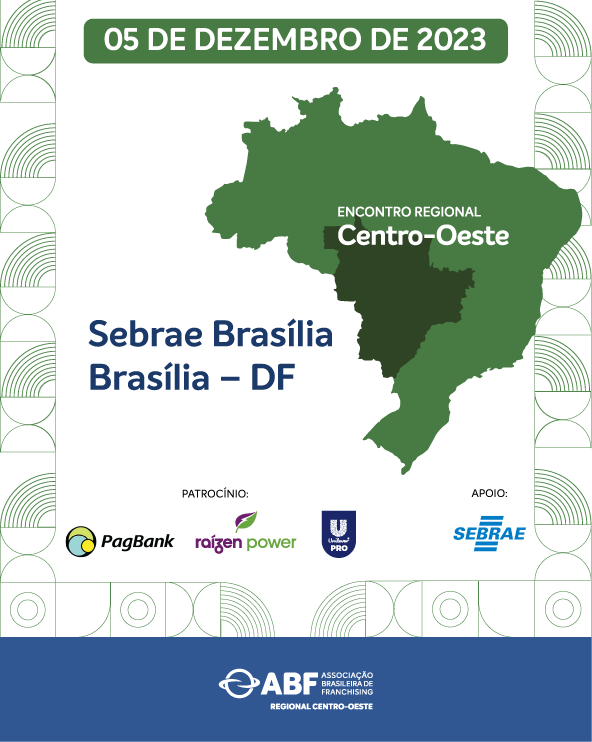 05 DE DEZEMBRO DE 2023
ENCONTRO REGIONAL
Centro-Oeste
Sebrae Brasília
Brasília – DF
PATROCÍNIO:
APOIO:
PagBank
raízen power
Unilever
PRO
SEBRAE
ABF ASSOCIAÇÃO
BRASILEIRA DE
FRANCHISING
REGIONAL CENTRO-OESTE